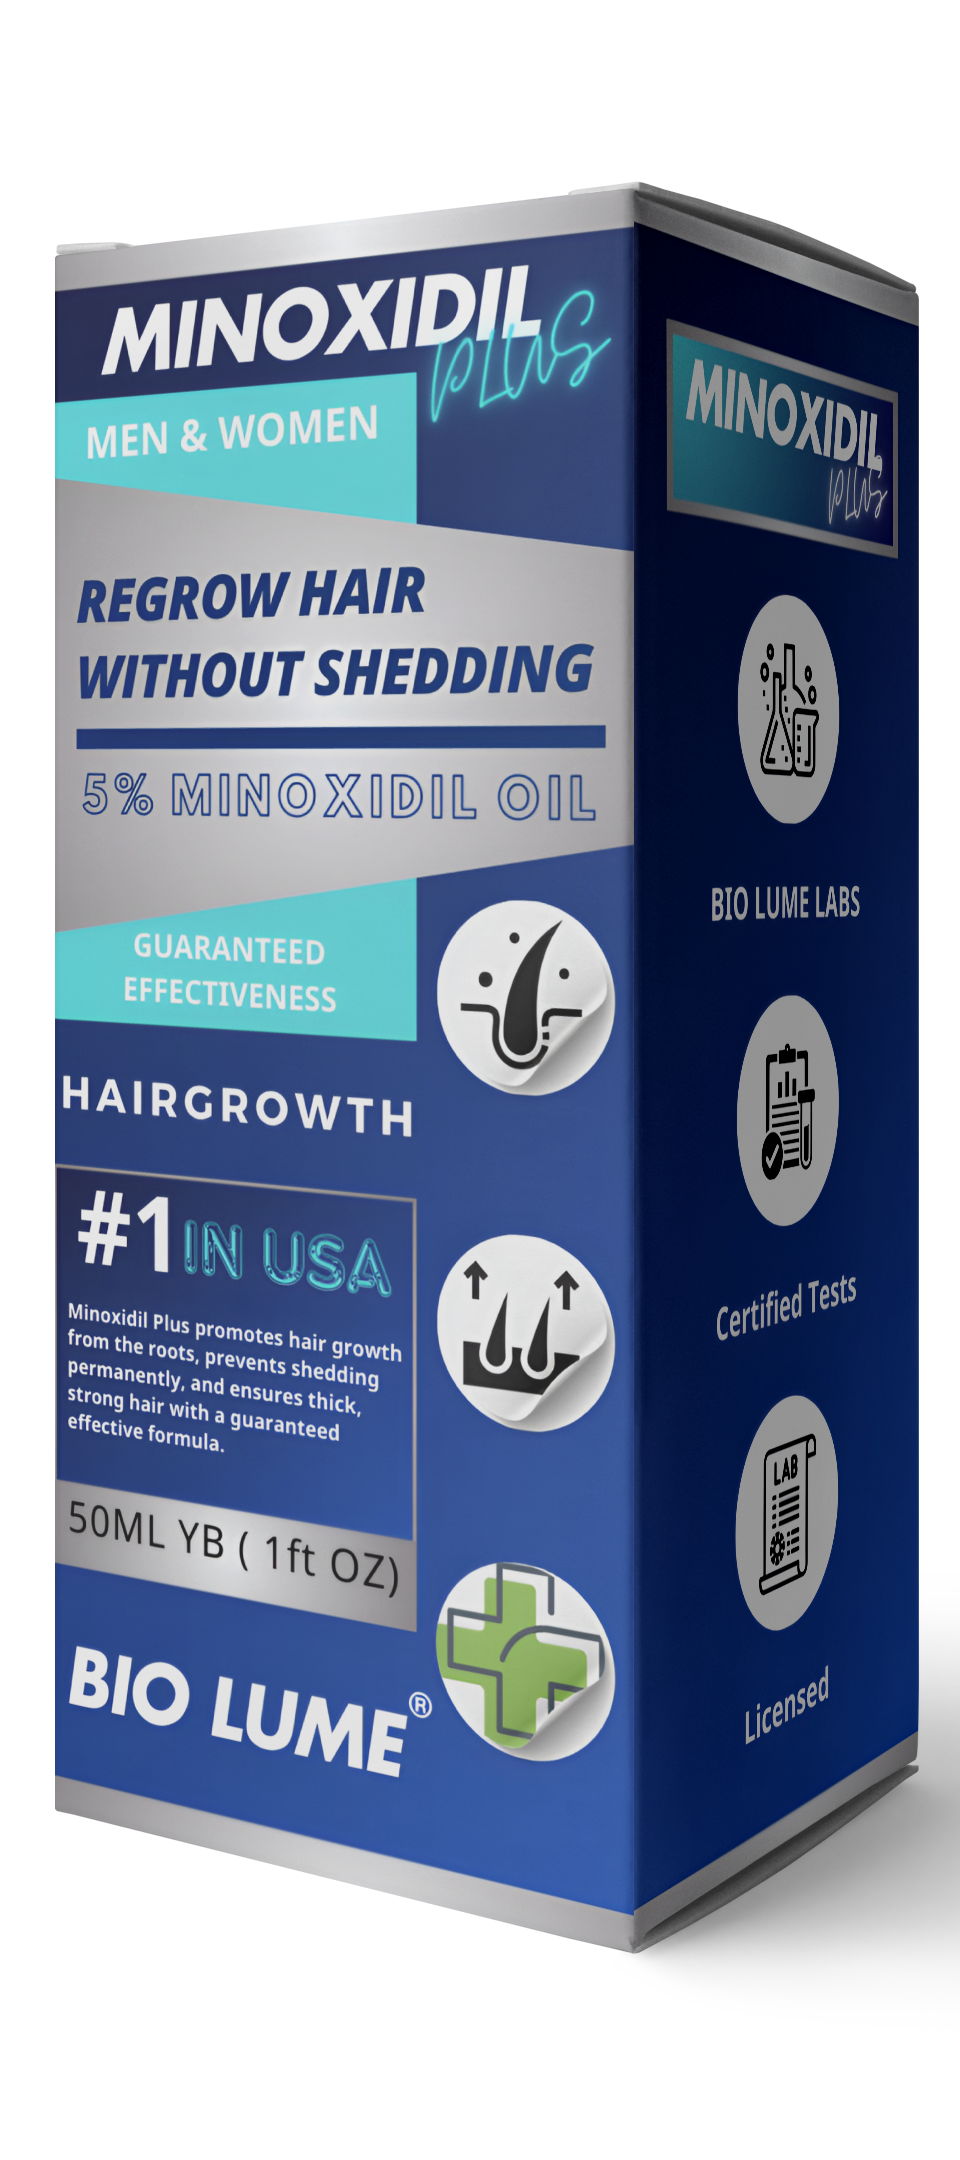 MINOXIDIL
PLUS
MEN & WOMEN
REGROW HAIR
WITHOUT SHEDDING
5% MINOXIDIL OIL
GUARANTEED
EFFECTIVENESS
HAIRGROWTH
#1 IN USA
Minoxidil Plus promotes hair growth
from the roots, prevents shedding
permanently, and ensures thick,
strong hair with a guaranteed
effective formula.
50ML YB ( 1ft OZ)
BIO LUME®
MINOXIDIL
PLUS
BIO LUME LABS
Certified Tests
LAB
Licensed